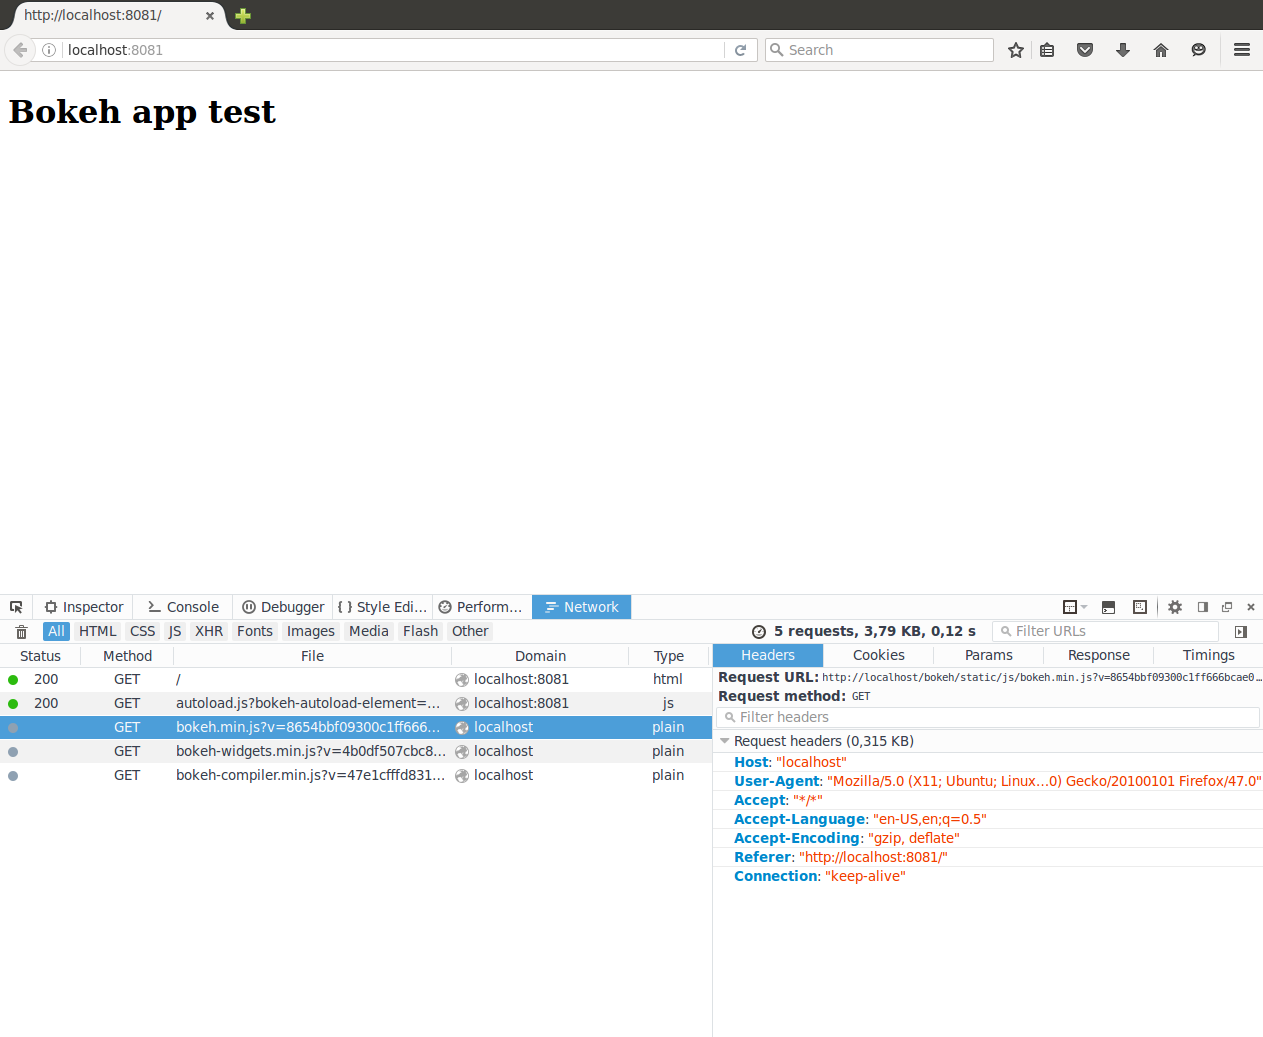 http://localhost:8081/
localhost:8081
Search
Bokeh app test
Inspector Console Debugger Style Edi... Perform... Network
All HTML CSS JS XHR Fonts Images Media Flash Other 5 requests, 3,79 KB, 0,12 s Filter URLs
Status Method File Domain Type
200 GET / localhost:8081 html
200 GET autoload.js?bokeh-autoload-element=... localhost:8081 js
GET bokeh.min.js?v=8654bbf09300c1ff666... localhost plain
GET bokeh-widgets.min.js?v=4b0df507cbc8... localhost plain
GET bokeh-compiler.min.js?v=47e1cfffd831... localhost plain
Headers Cookies Params Response Timings
Request URL: http://localhost/bokeh/static/js/bokeh.min.js?v=8654bbf09300c1ff666bcae0...
Request method: GET
Filter headers
Request headers (0,315 KB)
Host: "localhost"
User-Agent: "Mozilla/5.0 (X11; Ubuntu; Linux...0) Gecko/20100101 Firefox/47.0"
Accept: "*/*"
Accept-Language: "en-US,en;q=0.5"
Accept-Encoding: "gzip, deflate"
Referer: "http://localhost:8081/"
Connection: "keep-alive"